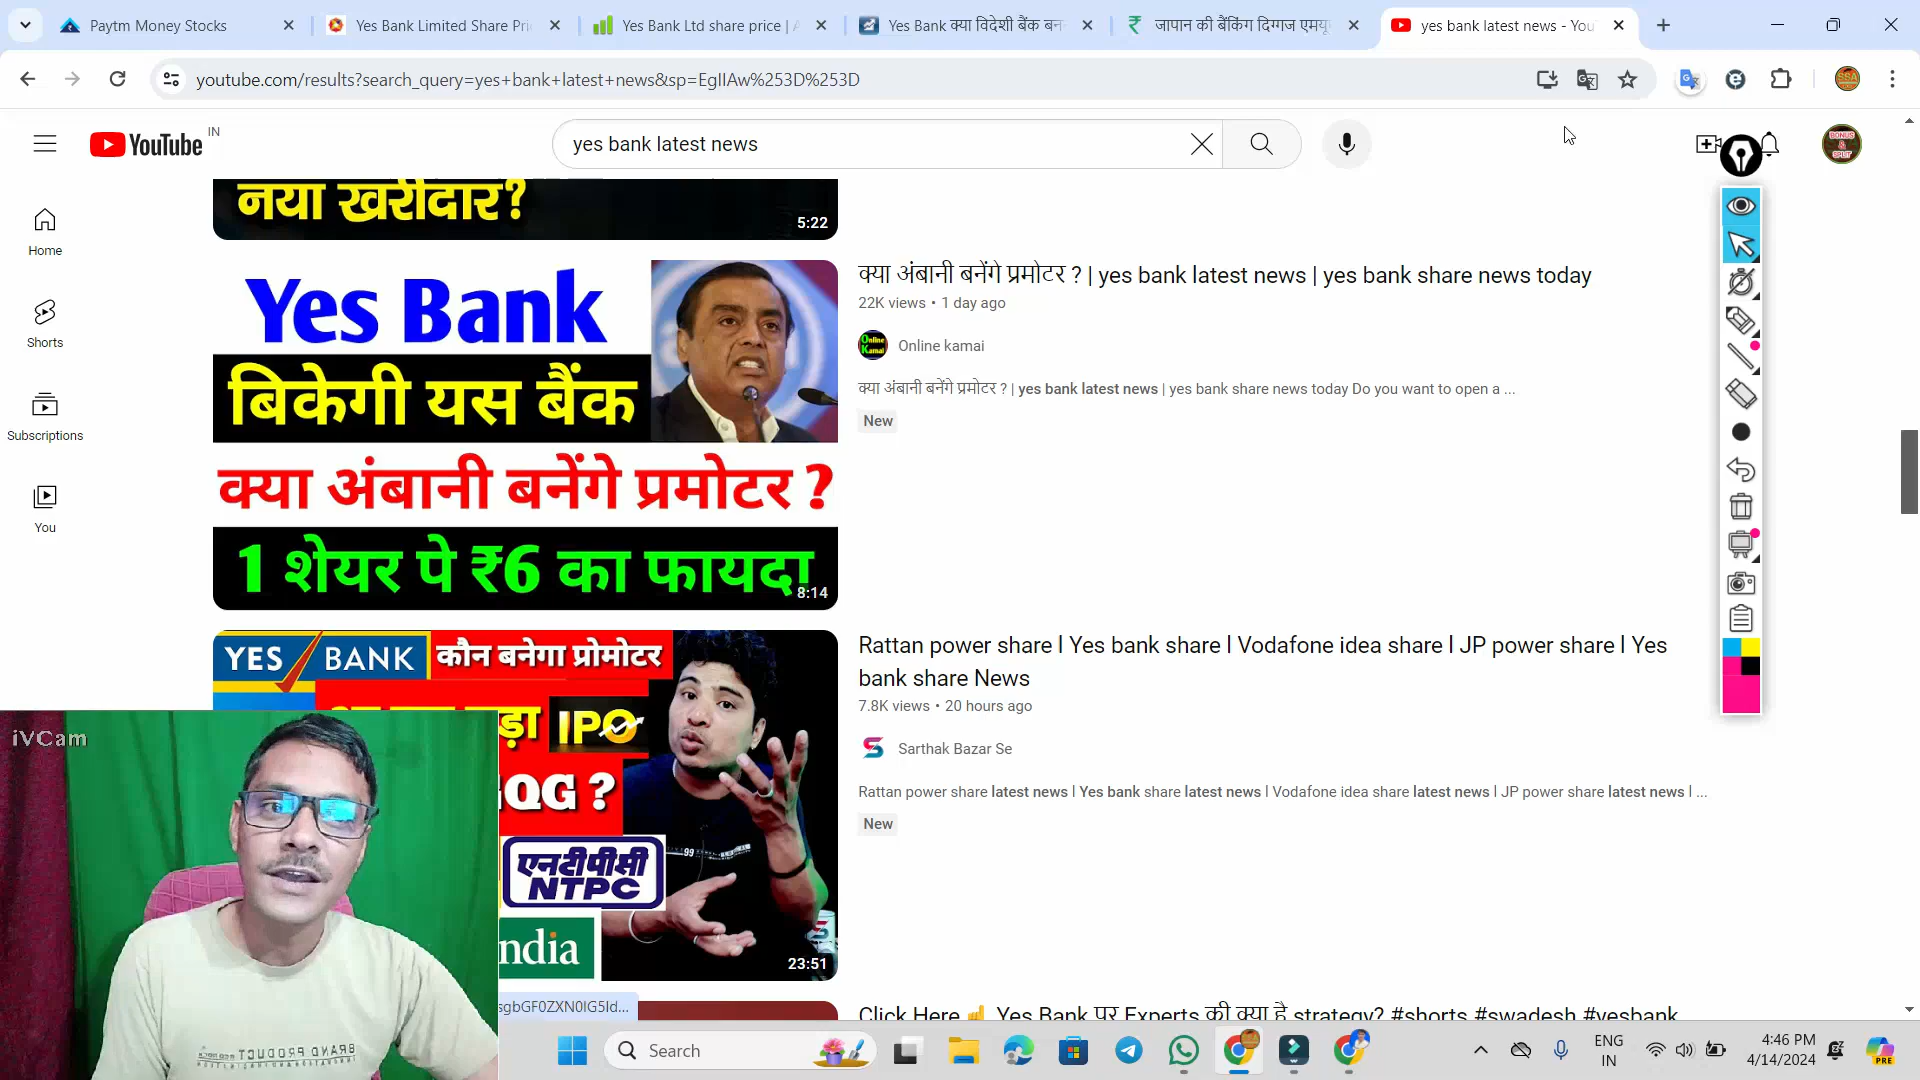 Paytm Money Stocks
Yes Bank Limited Share Pri
Yes Bank Ltd share price | A
Yes Bank क्या विदेशी बैंक बन
जापान की बैंकिंग दिग्गज एमयू
yes bank latest news - You
youtube.com/results?search_query=yes+bank+latest+news&sp=EgIIAw%253D%253D
YouTube IN
yes bank latest news
BONUS & SPLIT
Home
Shorts
Subscriptions
You
नया खरीदार?
5:22
Yes Bank
बिकेगी यस बैंक
क्या अंबानी बनेंगे प्रमोटर ?
1 शेयर पे ₹6 का फायदा
8:14
क्या अंबानी बनेंगे प्रमोटर ? | yes bank latest news | yes bank share news today
22K views • 1 day ago
Online kamai
क्या अंबानी बनेंगे प्रमोटर ? | yes bank latest news | yes bank share news today Do you want to open a ...
New
YES BANK कौन बनेगा प्रोमोटर
IPO
GQG ?
एनटीपीसी
NTPC
ndia
23:51
Rattan power share l Yes bank share l Vodafone idea share l JP power share l Yes
bank share News
7.8K views • 20 hours ago
Sarthak Bazar Se
Rattan power share latest news l Yes bank share latest news l Vodafone idea share latest news l JP power share latest news l ...
New
iVCam
Click Here ☝ Yes Bank पर Experts की क्या है strategy? #shorts #swadesh #yesbank
sgbGF0ZXN0IG5ld...
Search
ENG
IN
4:46 PM
4/14/2024
PRE